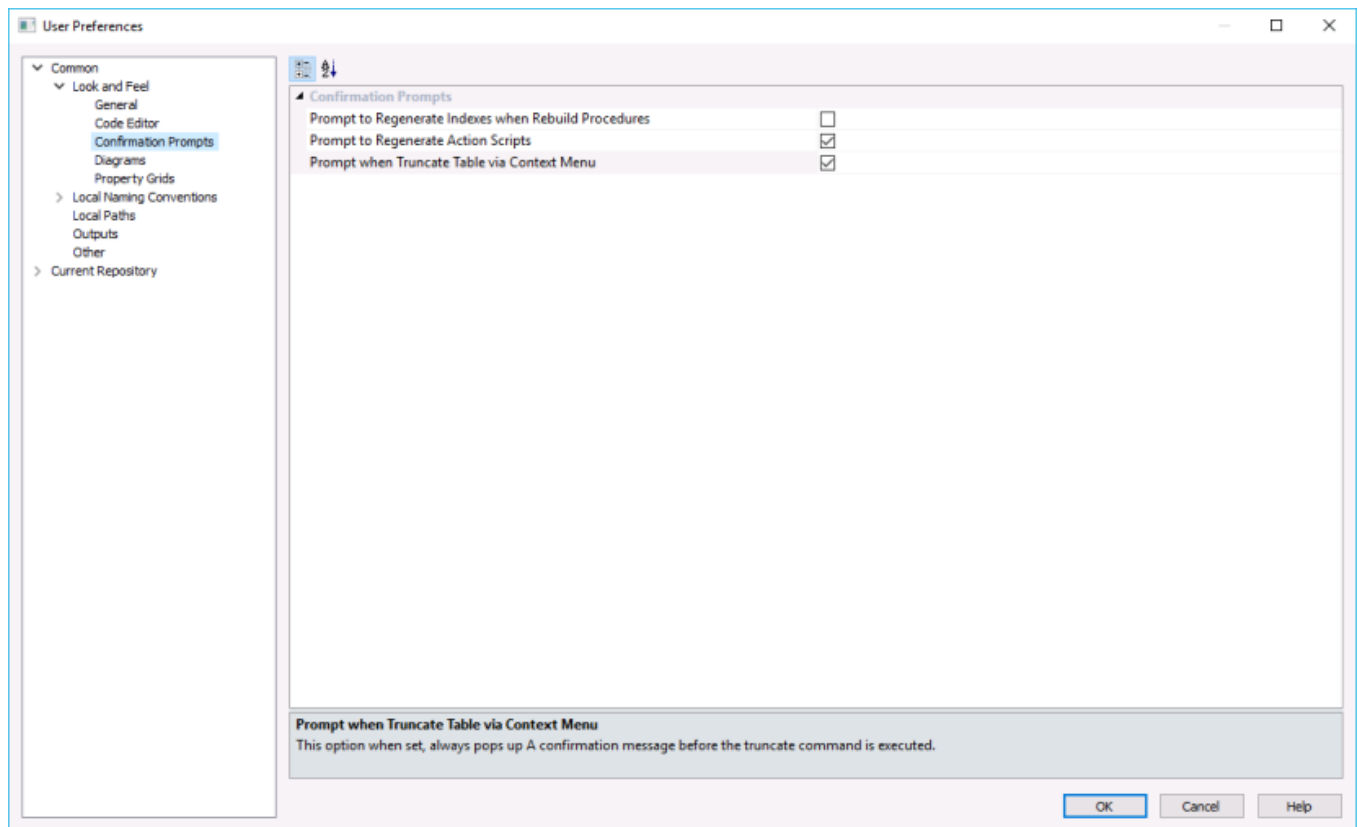 User Preferences
Common
Look and Feel
General
Code Editor
Confirmation Prompts
Diagrams
Property Grids
Local Naming Conventions
Local Paths
Outputs
Other
Current Repository
Confirmation Prompts
Prompt to Regenerate Indexes when Rebuild Procedures
Prompt to Regenerate Action Scripts
Prompt when Truncate Table via Context Menu
Prompt when Truncate Table via Context Menu
This option when set, always pops up A confirmation message before the truncate command is executed.
OK Cancel Help